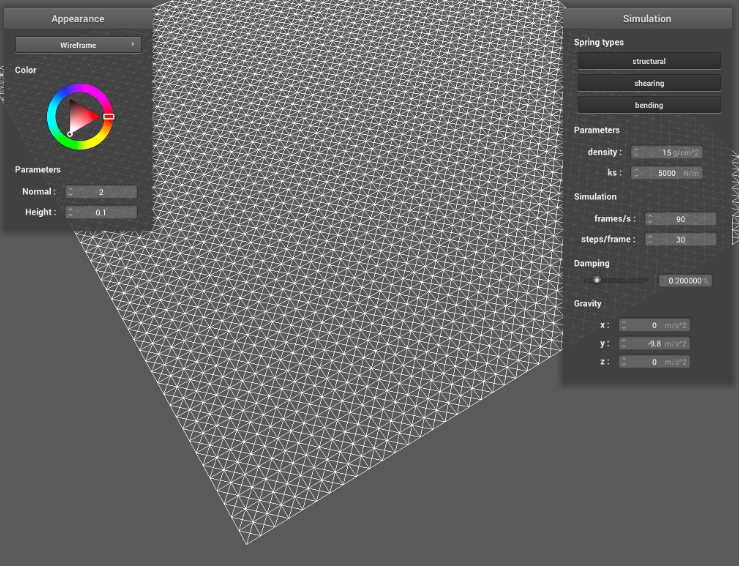 Appearance
Wireframe
Color
Parameters
Normal : 2
Height : 0.1
Simulation
Spring types
structural
shearing
bending
Parameters
density : 15 g/cm^2
ks : 5000 N/m
Simulation
frames/s : 90
steps/frame : 30
Damping
0.200000 %
Gravity
x : 0 m/s^2
y : -9.8 m/s^2
z : 0 m/s^2